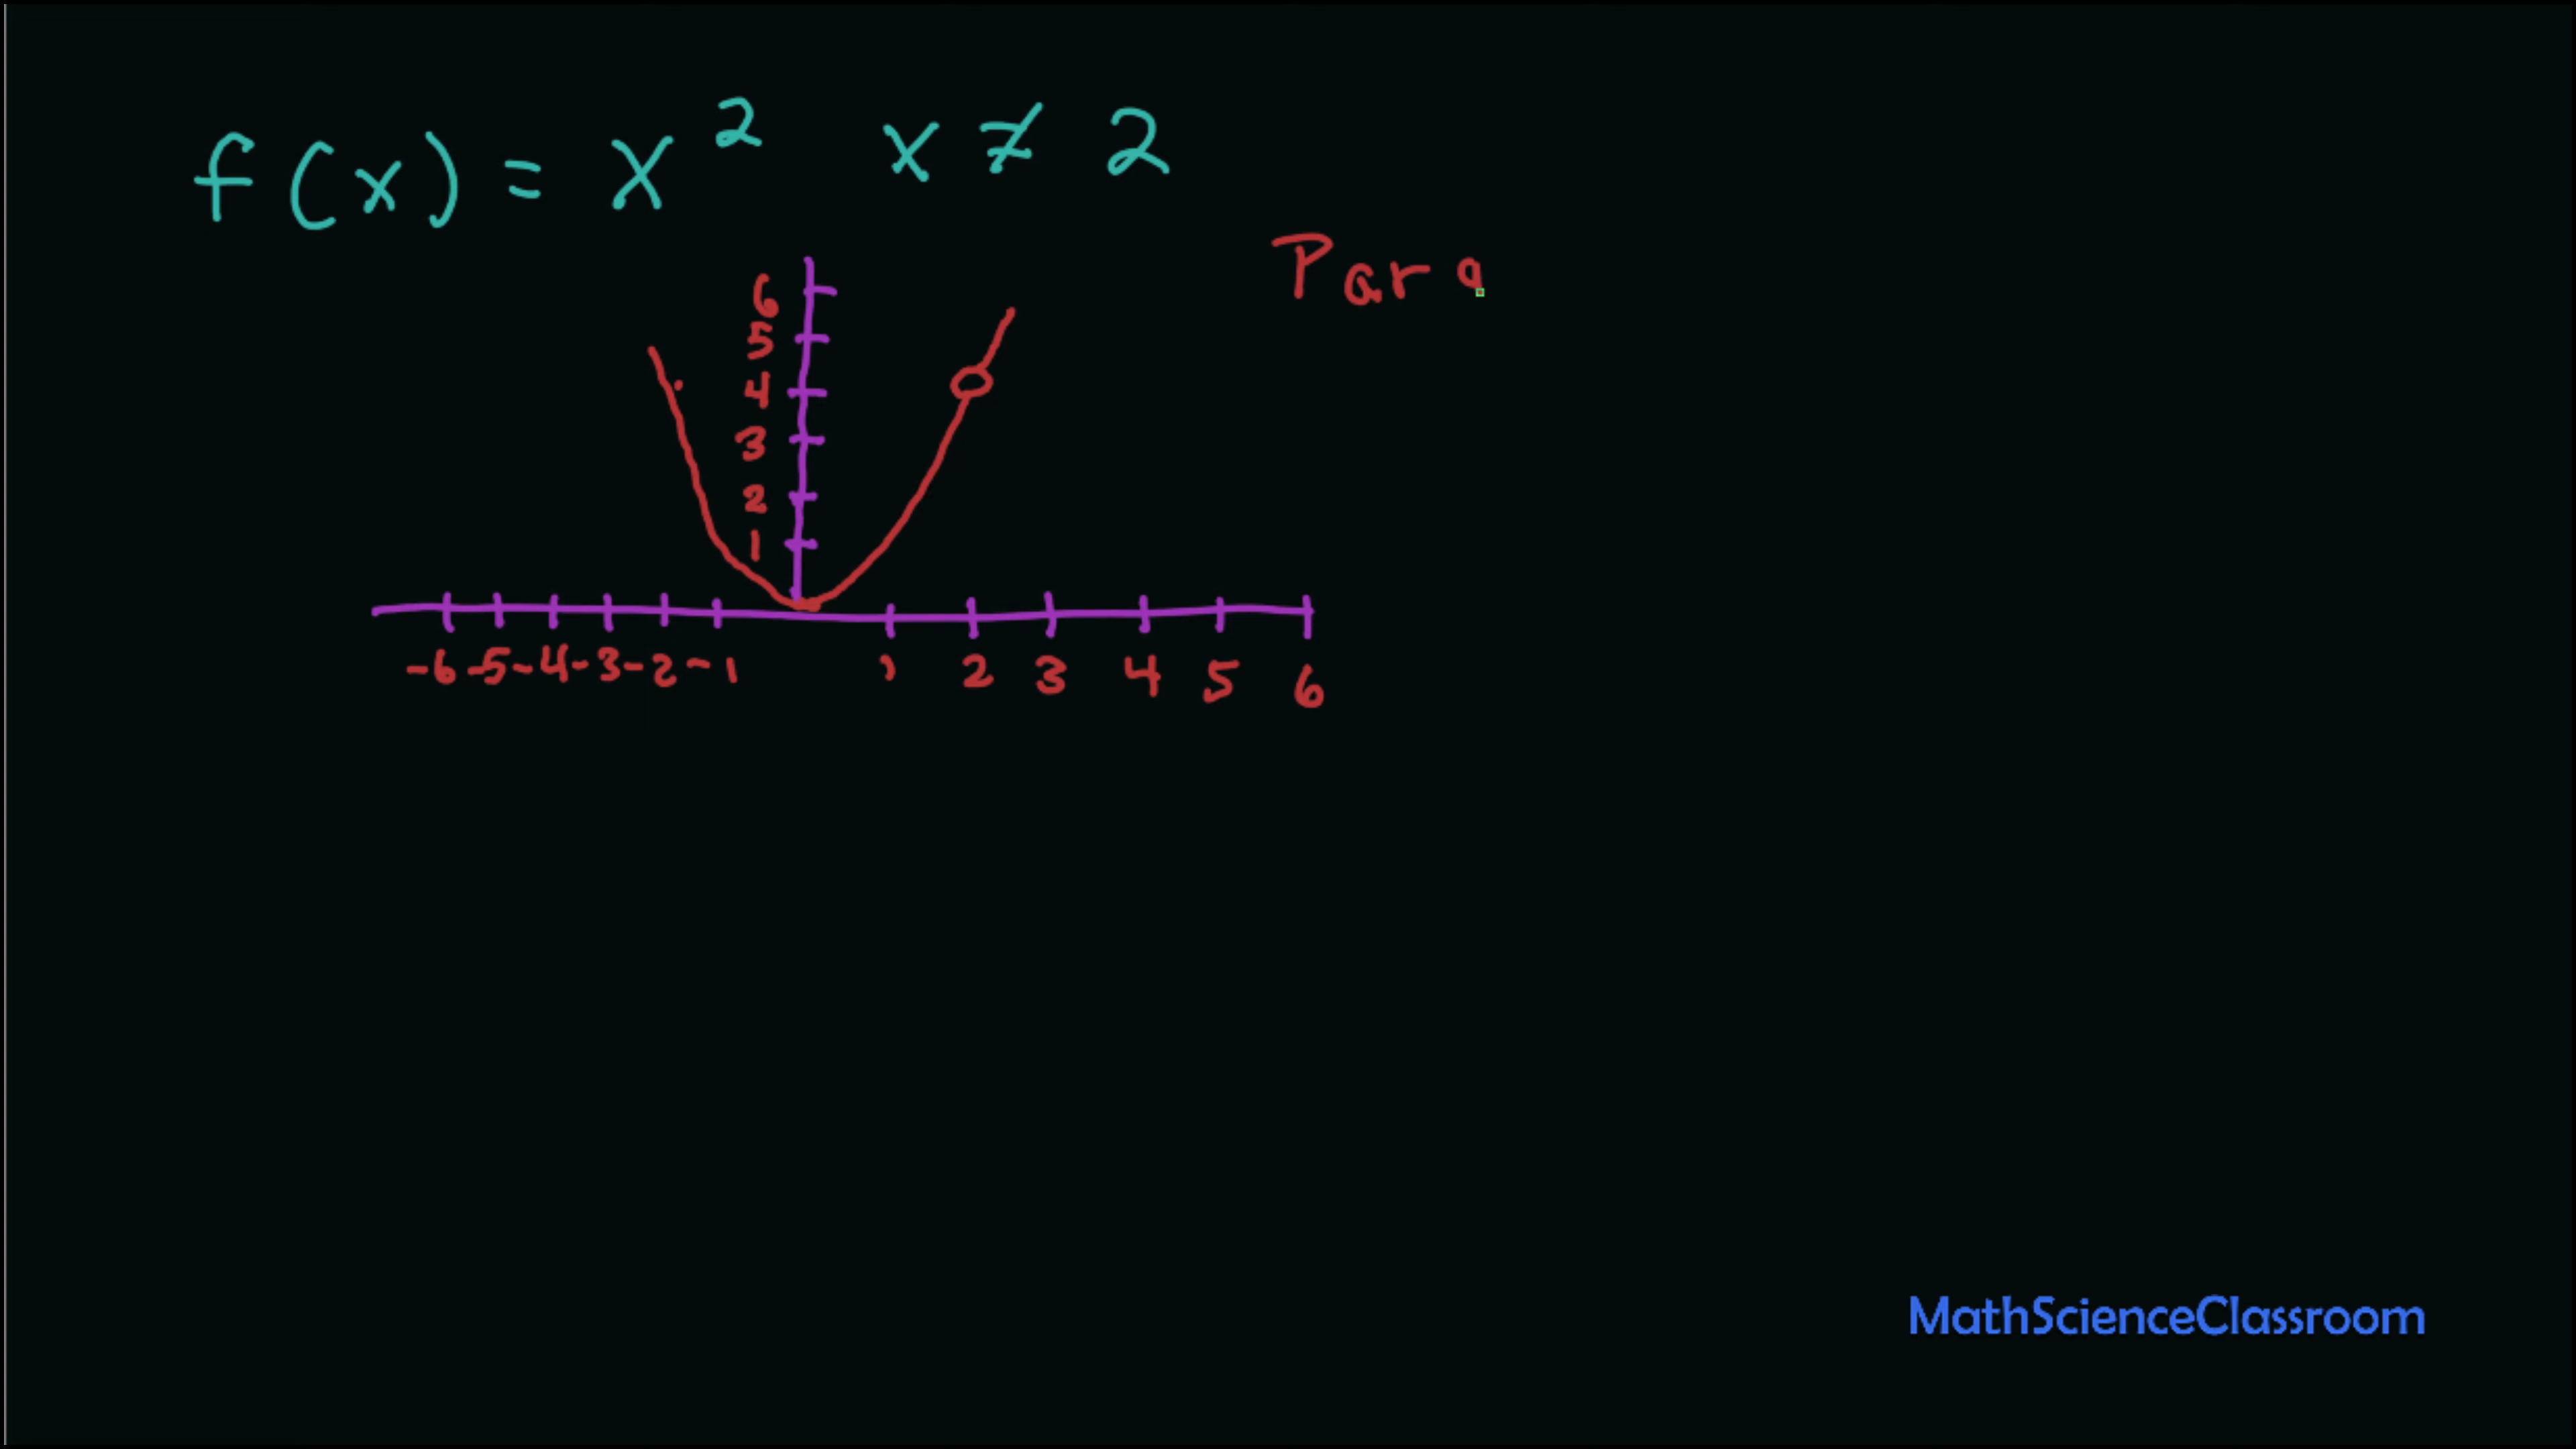 f(x) = x² x ≠ 2
Para
6
5
4
3
2
1
-6 -5 -4 -3 -2 -1 1 2 3 4 5 6
MathScienceClassroom